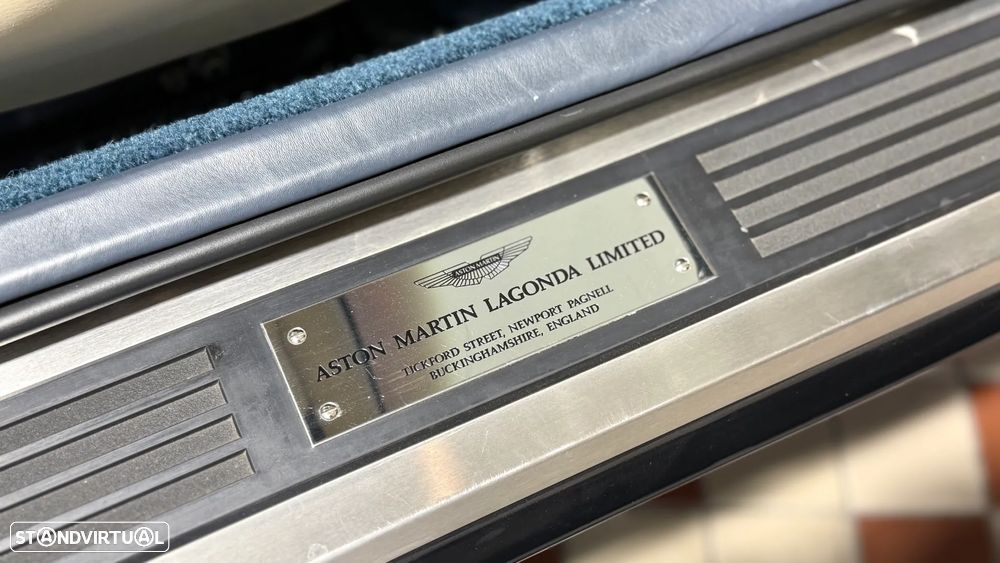 ASTON MARTIN
ASTON MARTIN LAGONDA LIMITED
TICKFORD STREET, NEWPORT PAGNELL
BUCKINGHAMSHIRE, ENGLAND
STANDVIRTUAL